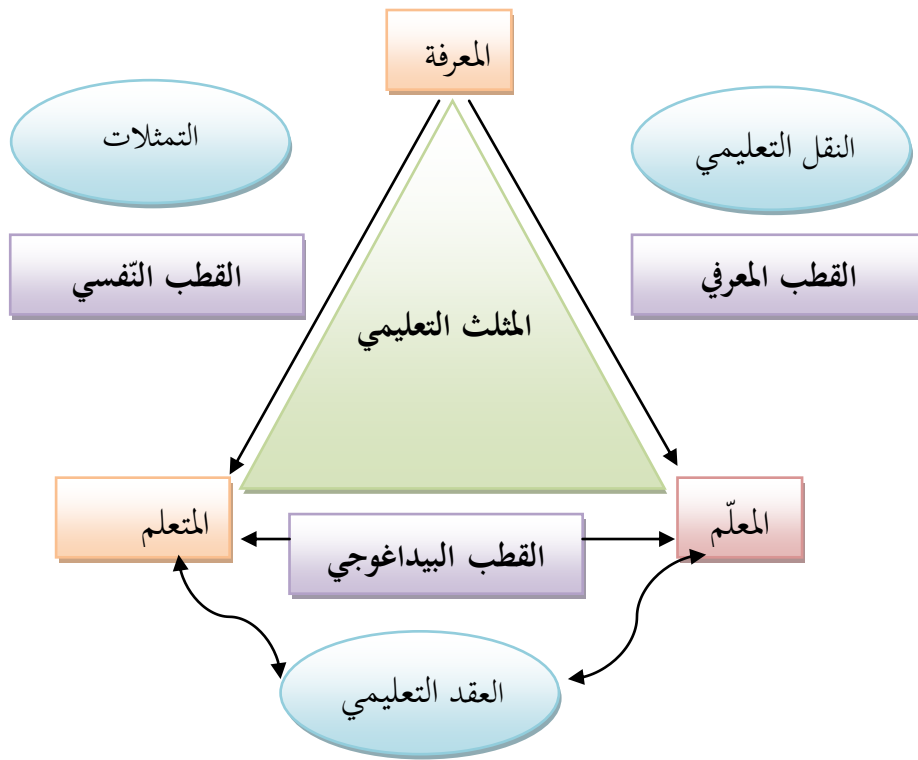 المعرفة
النقل التعليمي
التمثلات
القطب المعرفي
القطب النّفسي
المثلث التعليمي
المعلّم
المتعلم
القطب البيداغوجي
العقد التعليمي